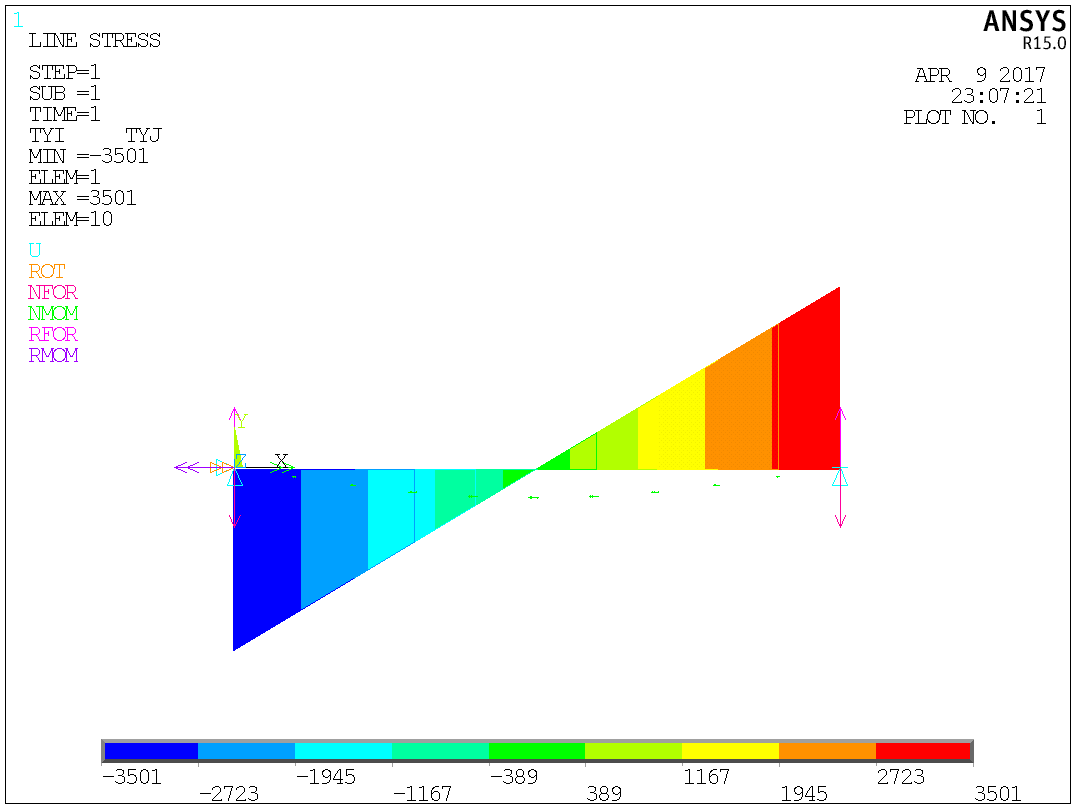 1
ANSYS
R15.0
LINE STRESS
STEP=1
SUB =1
TIME=1
TYI TYJ
MIN =-3501
ELEM=1
MAX =3501
ELEM=10
U
ROT
NFOR
NMOM
RFOR
RMOM
APR 9 2017
23:07:21
PLOT NO. 1
Y
Z
X
-3501 -1945 -389 1167 2723
-2723 -1167 389 1945 3501